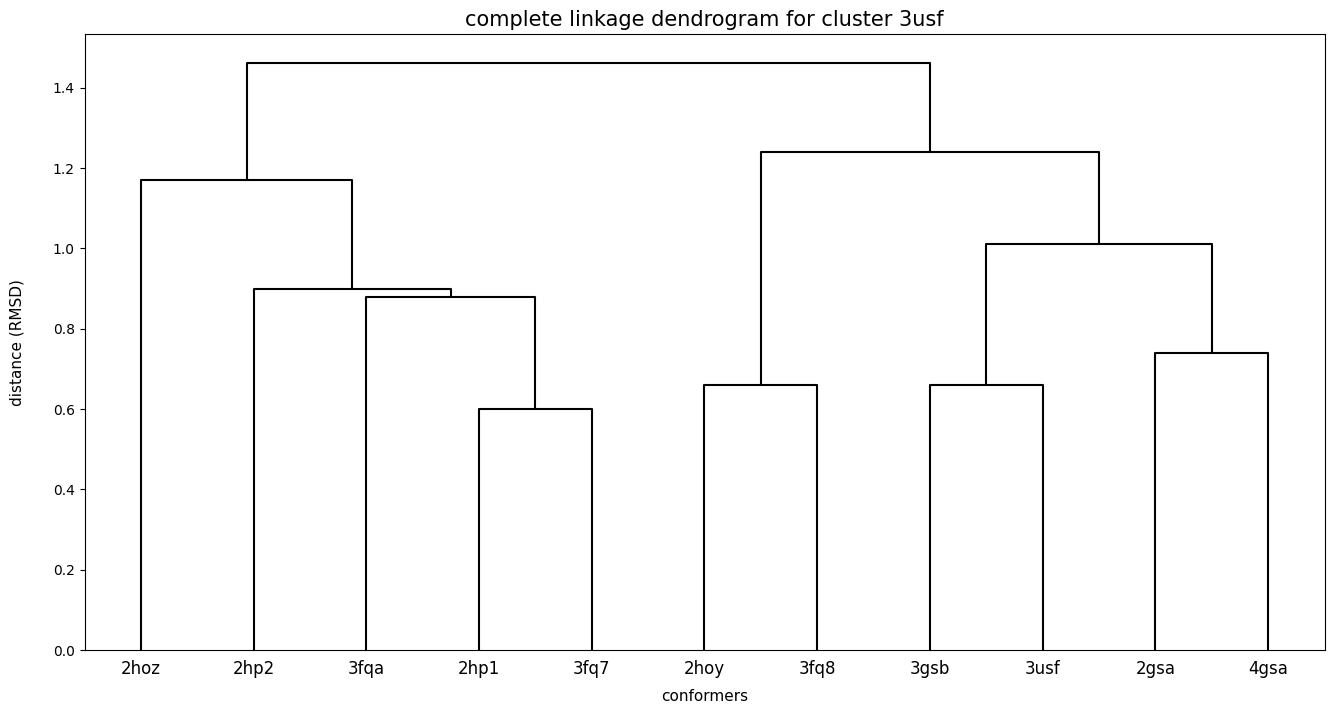 complete linkage dendrogram for cluster 3usf
1.4
1.2
1.0
0.8
0.6
0.4
0.2
0.0
distance (RMSD)
2hoz 2hp2 3fqa 2hp1 3fq7 2hoy 3fq8 3gsb 3usf 2gsa 4gsa
conformers